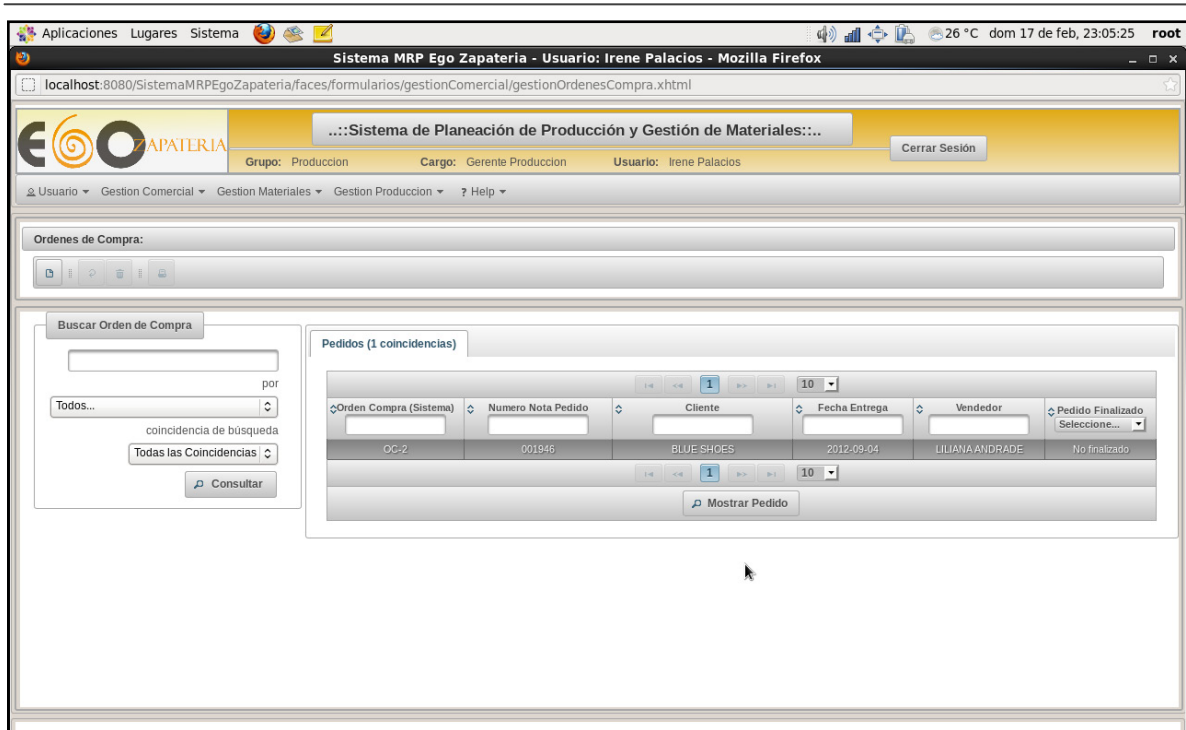 Aplicaciones Lugares Sistema 26 °C dom 17 de feb, 23:05:25 root
Sistema MRP Ego Zapateria - Usuario: Irene Palacios - Mozilla Firefox
localhost:8080/SistemaMRPEgoZapateria/faces/formularios/gestionComercial/gestionOrdenesCompra.xhtml
EGO ZAPATERIA
..::Sistema de Planeación de Producción y Gestión de Materiales::..
Cerrar Sesión
Grupo: Produccion Cargo: Gerente Produccion Usuario: Irene Palacios
Usuario Gestion Comercial Gestion Materiales Gestion Produccion ? Help
Ordenes de Compra:
Buscar Orden de Compra
por
Todos...
coincidencia de búsqueda
Todas las Coincidencias
Consultar
Pedidos (1 coincidencias)
1 10
Orden Compra (Sistema) Numero Nota Pedido Cliente Fecha Entrega Vendedor Pedido Finalizado
Seleccione...
OC-2 001946 BLUE SHOES 2012-09-04 LILIANA ANDRADE No finalizado
1 10
Mostrar Pedido